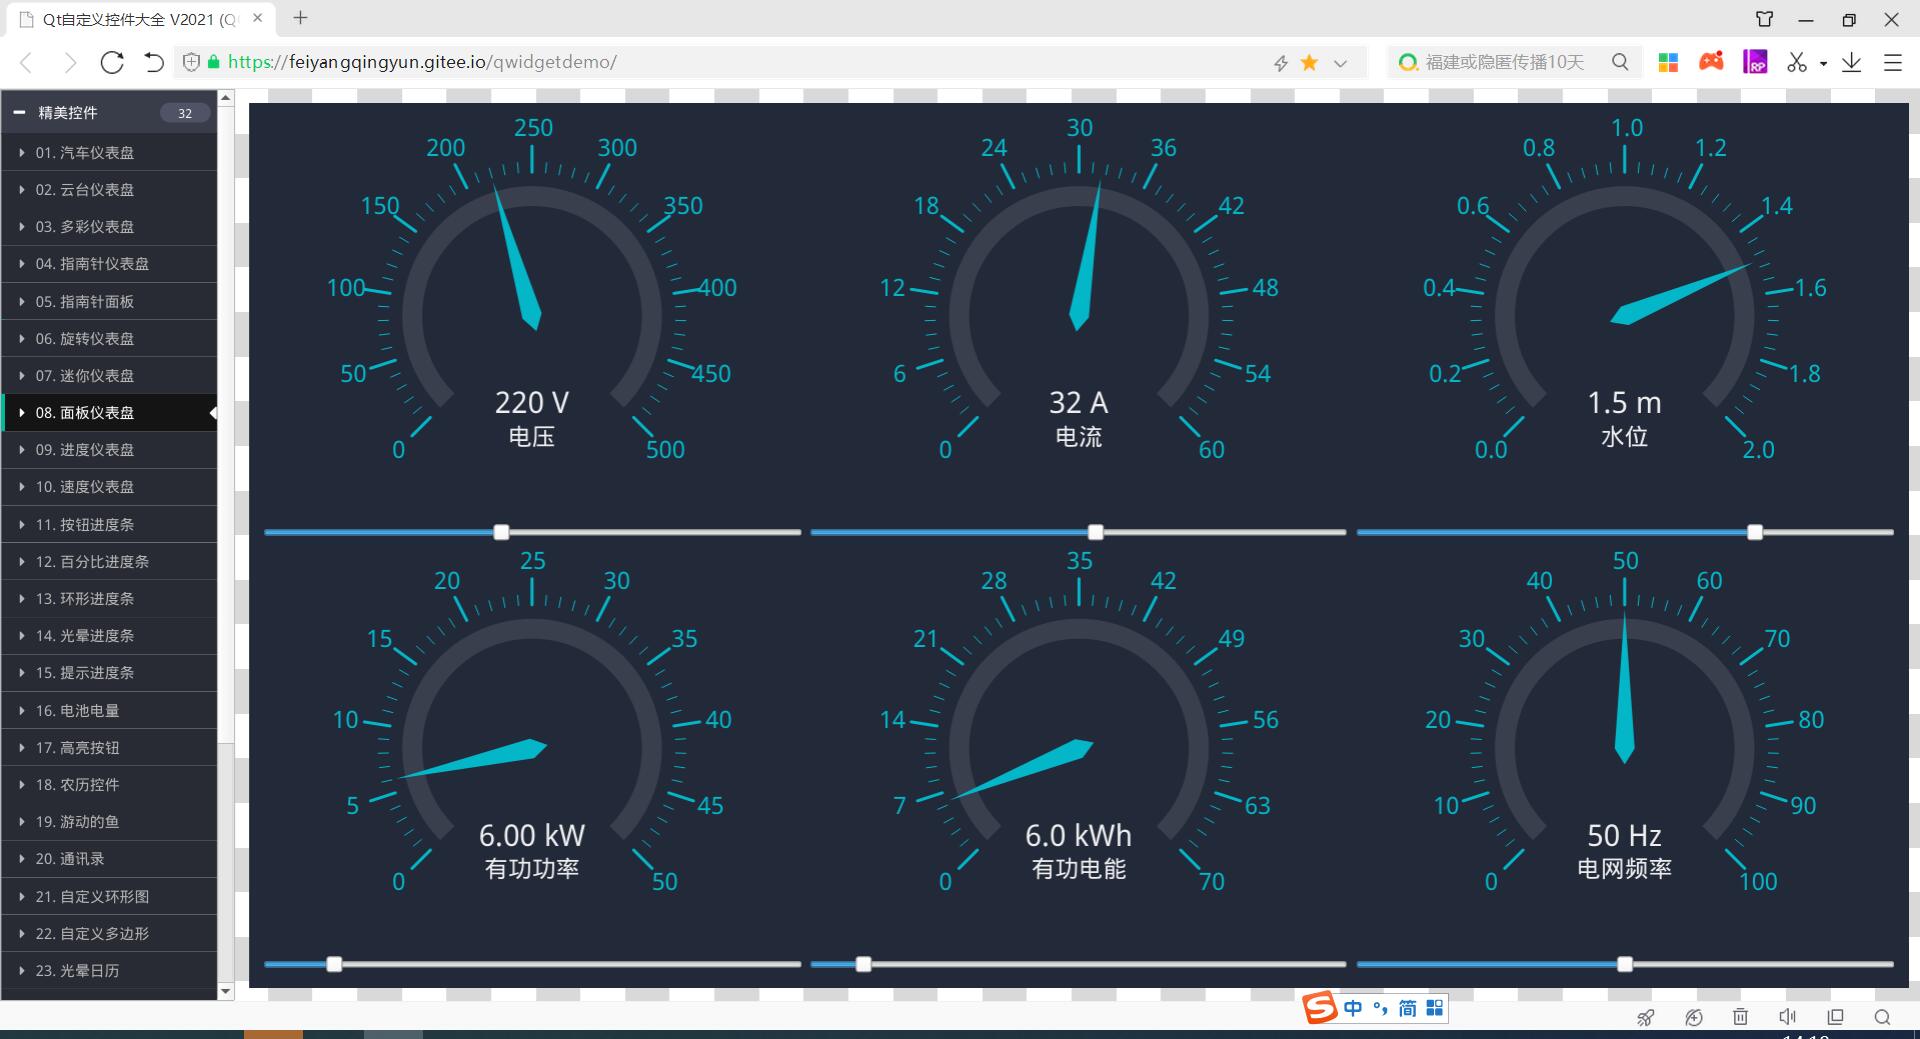 Qt自定义控件大全 V2021 (Q
https://feiyangqingyun.gitee.io/qwidgetdemo/
福建或隐匿传播10天
RP
精美控件 32
01. 汽车仪表盘
02. 云台仪表盘
03. 多彩仪表盘
04. 指南针仪表盘
05. 指南针面板
06. 旋转仪表盘
07. 迷你仪表盘
08. 面板仪表盘
09. 进度仪表盘
10. 速度仪表盘
11. 按钮进度条
12. 百分比进度条
13. 环形进度条
14. 光晕进度条
15. 提示进度条
16. 电池电量
17. 高亮按钮
18. 农历控件
19. 游动的鱼
20. 通讯录
21. 自定义环形图
22. 自定义多边形
23. 光晕日历
0 50 100 150 200 250 300 350 400 450 500
220 V
电压
0 6 12 18 24 30 36 42 48 54 60
32 A
电流
0.0 0.2 0.4 0.6 0.8 1.0 1.2 1.4 1.6 1.8 2.0
1.5 m
水位
0 5 10 15 20 25 30 35 40 45 50
6.00 kW
有功功率
0 7 14 21 28 35 42 49 56 63 70
6.0 kWh
有功电能
0 10 20 30 40 50 60 70 80 90 100
50 Hz
电网频率
S 中 简